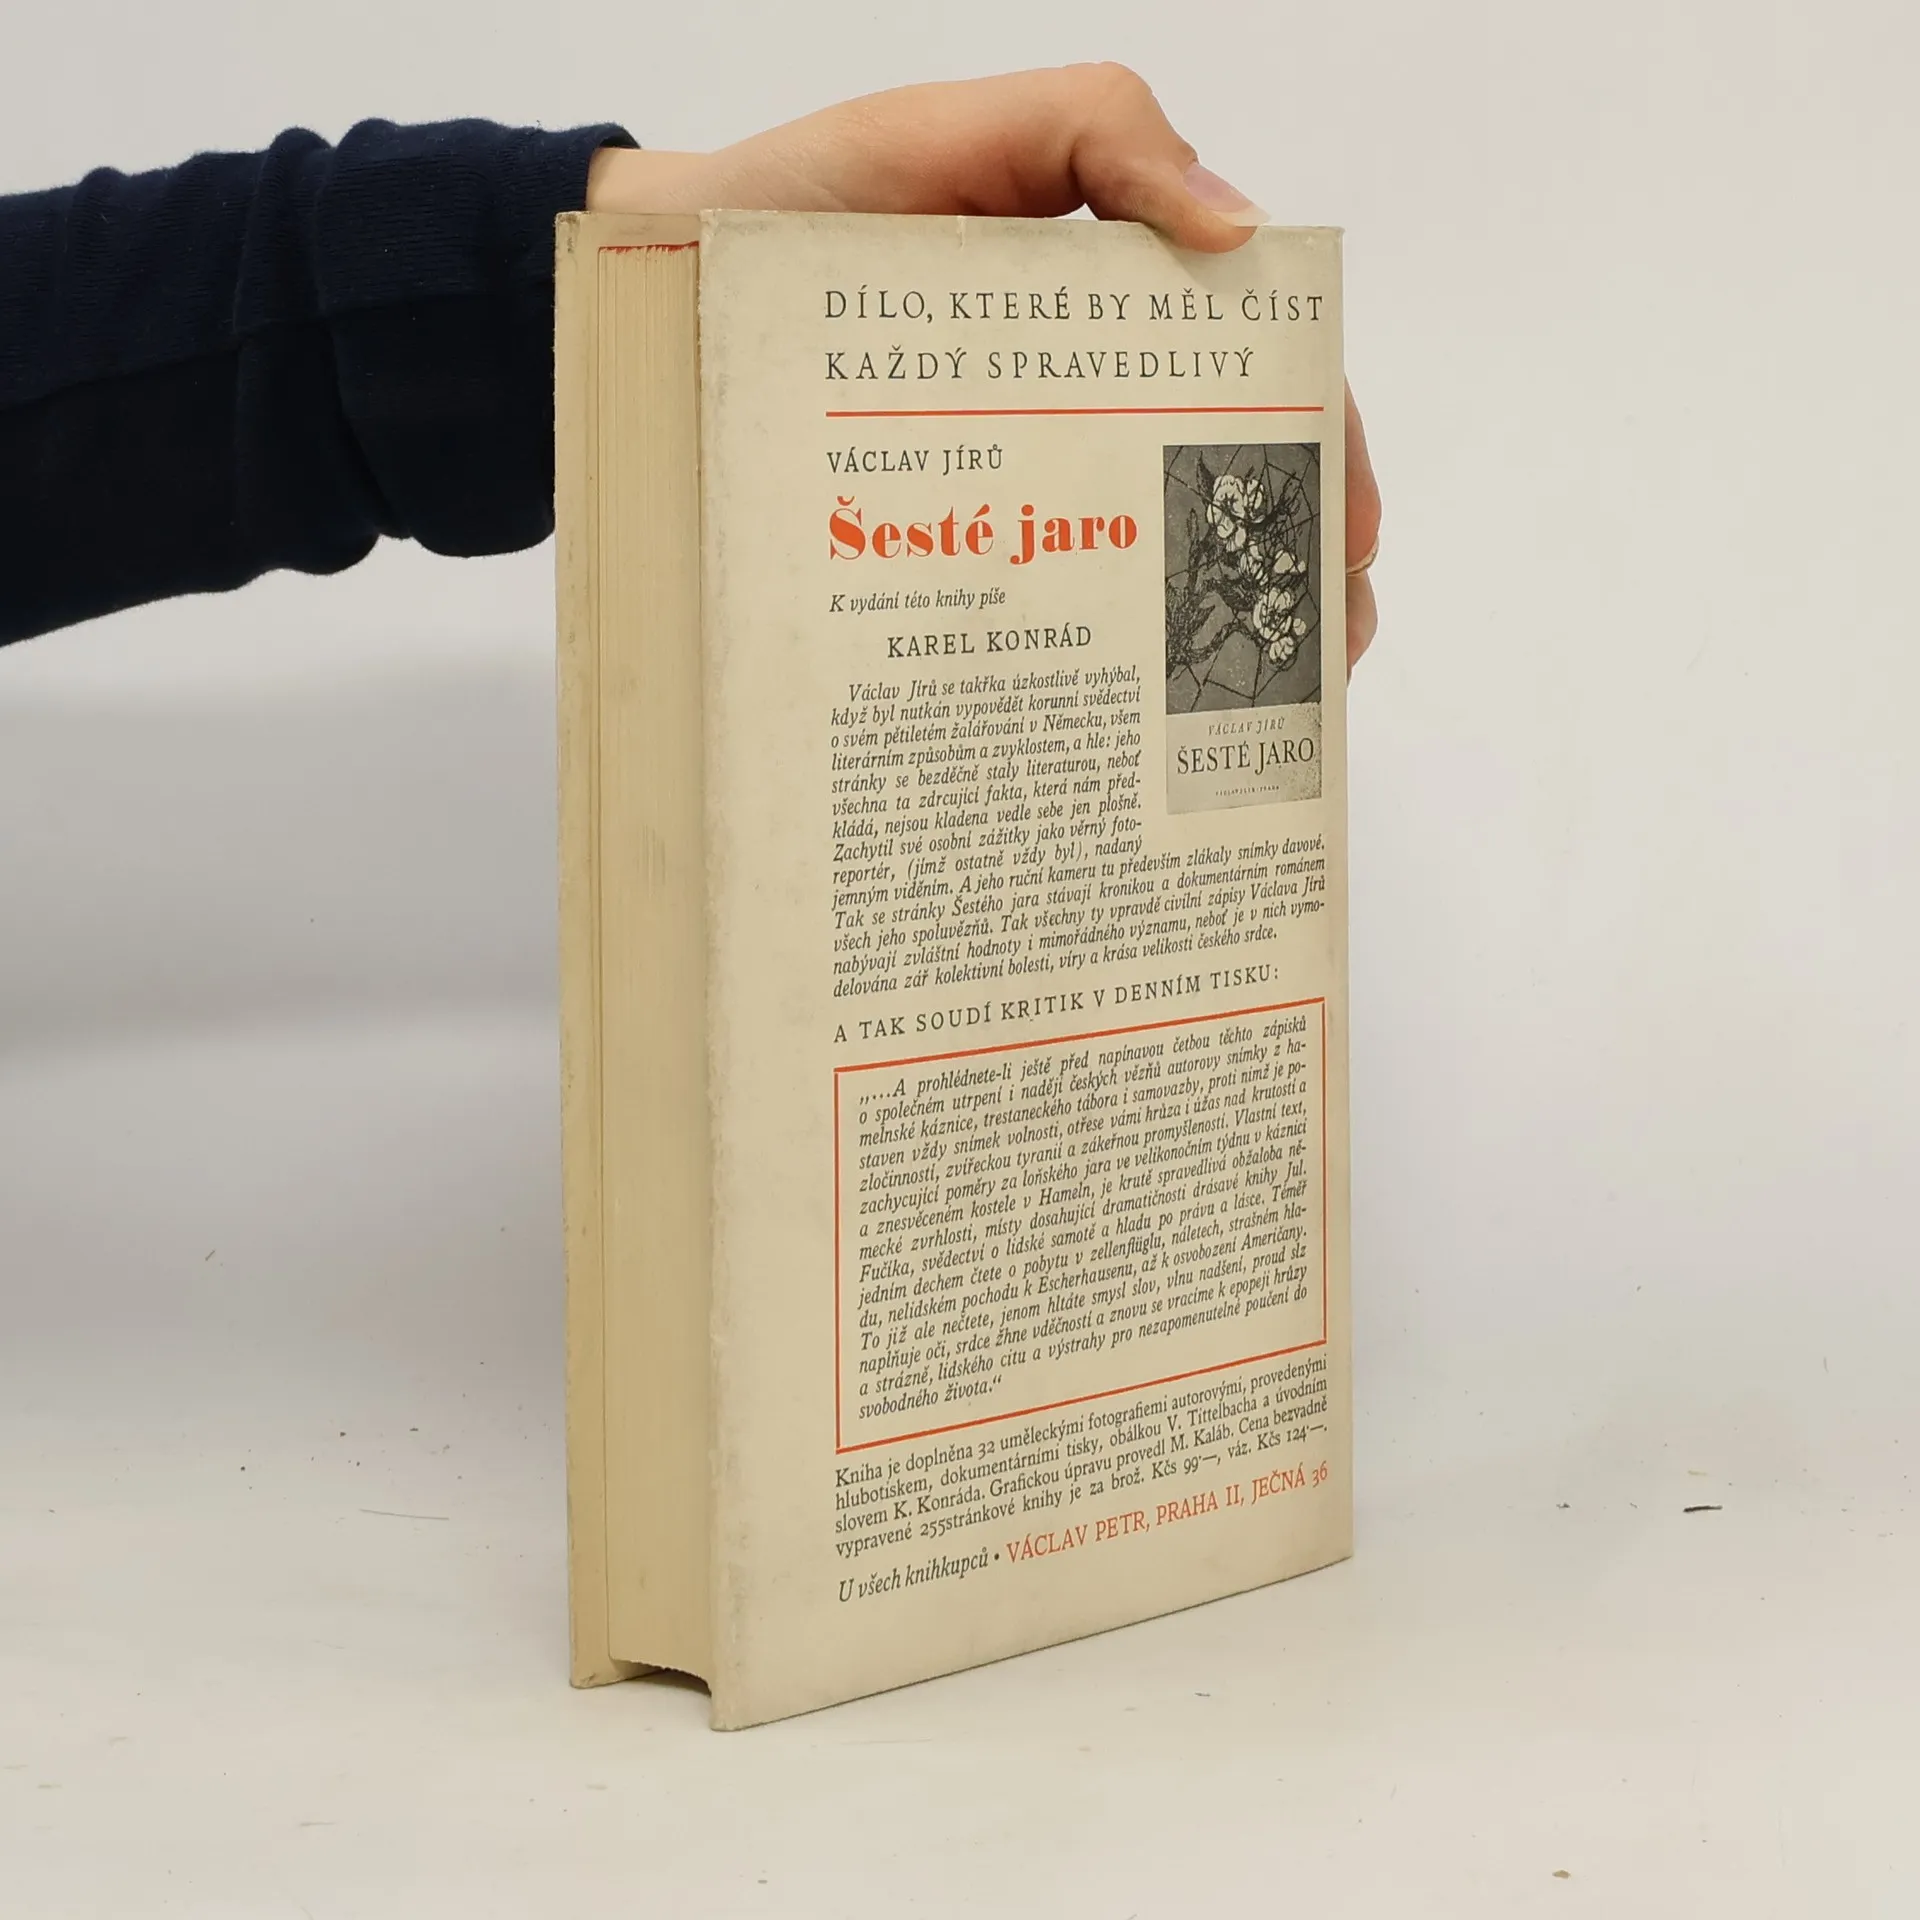 DÍLO, KTERÉ BY MĚL ČÍST
KAŽDÝ SPRAVEDLIVÝ
VÁCLAV JÍRŮ
Šesté jaro
K vydání této knihy píše
KAREL KONRÁD
Václav Jírů se takřka úzkostlivě vyhýbal,
když byl nutkán vypovědět korunní svědectví
o svém pětiletém žalářování v Německu, všem
literárním způsobům a zvyklostem, a hle: jeho
stránky se bezděčně staly literaturou, neboť
všechna ta zdrcující fakta, která nám před-
kládá, nejsou kladena vedle sebe jen plošně.
Zachytil své osobní zážitky jako věrný foto-
reportér, (jímž ostatně vždy byl), nadaný
jemným viděním. A jeho ruční kameru tu především zlákaly snímky davové.
Tak se stránky Šestého jara stávají kronikou a dokumentárním románem
všech jeho spoluvězňů. Tak všechny ty vpravdě civilní zápisy Václava Jírů
nabývají zvláštní hodnoty i mimořádného významu, neboť je v nich vymo-
delována zář kolektivní bolesti, víry a krása velikosti českého srdce.
VÁCLAV JÍRŮ
ŠESTÉ JARO
A TAK SOUDÍ KRITIK V DENNÍM TISKU:
„...A prohlédnete-li ještě před napínavou četbou těchto zápisků
o společném utrpení i naději českých vězňů autorovy snímky z ha-
melnské káznice, trestaneckého tábora i samovazby, proti nimž je po-
staven vždy snímek volnosti, otřese vámi hrůza i úžas nad krutostí a
zločinností, zvířeckou tyranií a zákeřnou promyšleností. Vlastní text,
zachycující poměry za loňského jara ve velikonočním týdnu v káznici
a znesvěceném kostele v Hameln, je krutě spravedlivá obžaloba ně-
mecké zvrhlosti, místy dosahující dramatičnosti drásavé knihy Jul.
Fučíka, svědectví o lidské samotě a hladu po právu a lásce. Téměř
jedním dechem čtete o pobytu v zellenflüglu, náletech, strašném hla-
du, nelidském pochodu k Escherhausenu, až k osvobození Američany.
To již ale nečtete, jenom hltáte smysl slov, vlnu nadšení, proud slz
naplňuje oči, srdce žhne vděčností a znovu se vracíme k epopeji hrůzy
a strázně, lidského citu a výstrahy pro nezapomenutelné poučení do
svobodného života.“
Kniha je doplněna 32 uměleckými fotografiemi autorovými, provedenými
hlubotiskem, dokumentárními tisky, obálkou V. Tittelbacha a úvodním
slovem K. Konráda. Grafickou úpravu provedl M. Kaláb. Cena bezvadně
vypravené 255stránkové knihy je za brož. Kčs 99·—, váz. Kčs 124·—.
U všech knihkupců • VÁCLAV PETR, PRAHA II, JEČNÁ 36